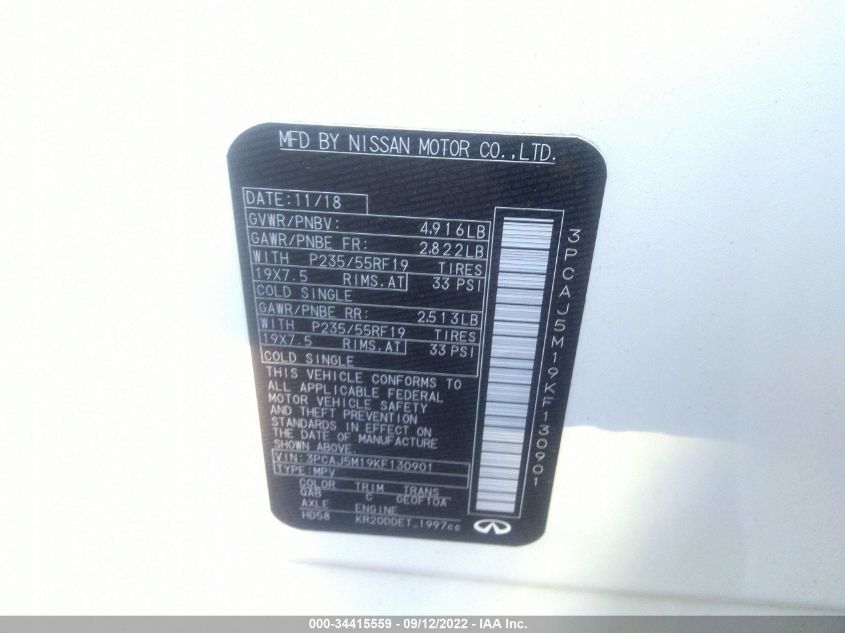 MFD BY NISSAN MOTOR CO.,LTD.
DATE:11/18
GVWR/PNBV: 4,916LB
GAWR/PNBE FR: 2,822LB
WITH P235/55RF19 TIRES
19X7.5 RIMS,AT 33 PSI
COLD SINGLE
GAWR/PNBE RR: 2,513LB
WITH P235/55RF19 TIRES
19X7.5 RIMS,AT 33 PSI
COLD SINGLE
THIS VEHICLE CONFORMS TO
ALL APPLICABLE FEDERAL
MOTOR VEHICLE SAFETY
AND THEFT PREVENTION
STANDARDS IN EFFECT ON
THE DATE OF MANUFACTURE
SHOWN ABOVE.
VIN:3PCAJ5M19KF130901
TYPE:MPV
COLOR TRIM TRANS
QAB C GE0F10A
AXLE ENGINE
HD58 KR20DDET 1997cc
3PCAJ5M19KF130901
000-34415559 - 09/12/2022 - IAA Inc.